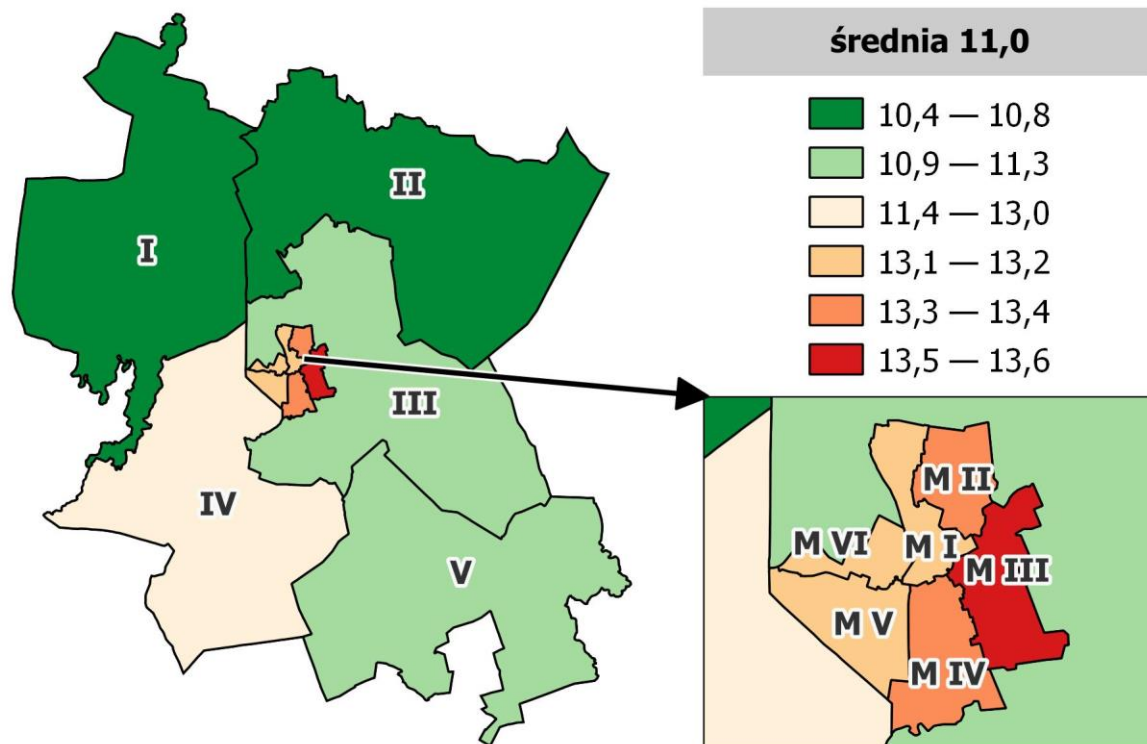 średnia 11,0
10,4 — 10,8
10,9 — 11,3
11,4 — 13,0
13,1 — 13,2
13,3 — 13,4
13,5 — 13,6
I
II
III
IV
V
M II
M VI
M I
M III
M V
M IV